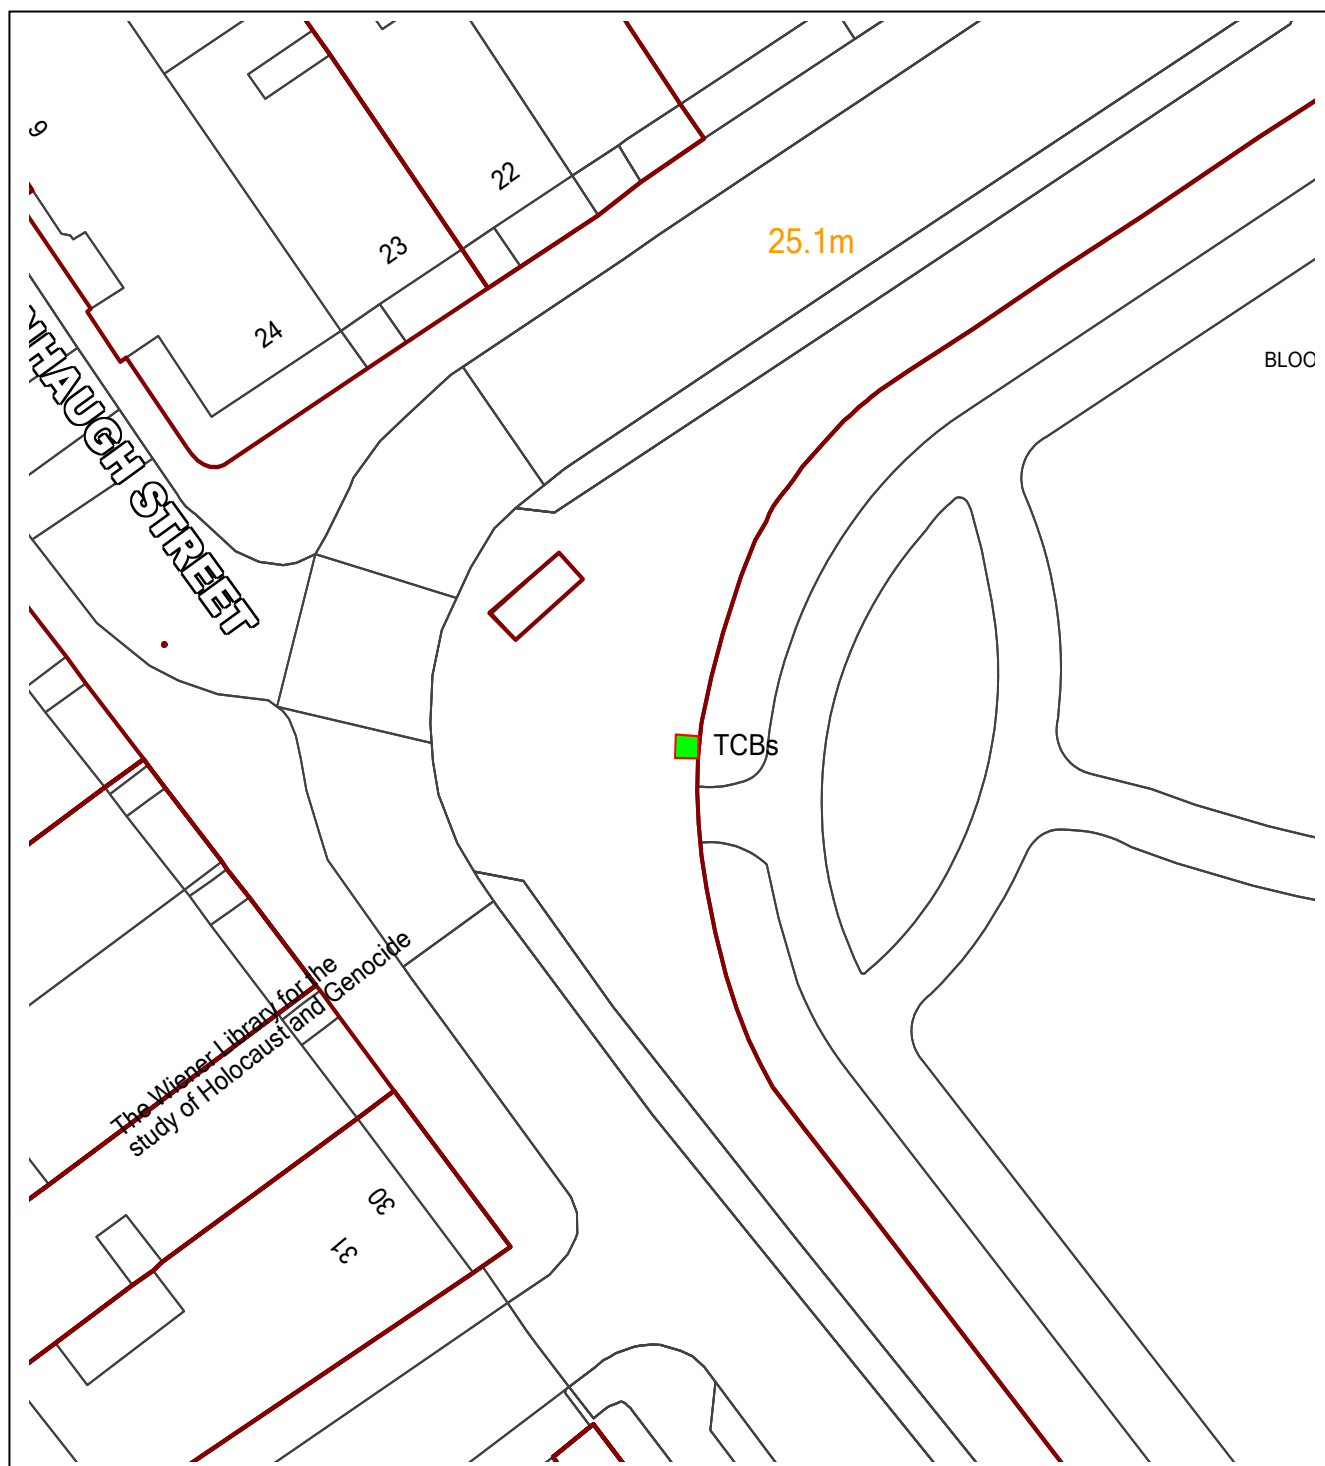 9
22
23
24
25.1m
BLOO
NHAUGH STREET
TCBs
The Wiener Library for the
study of Holocaust and Genocide
30
31